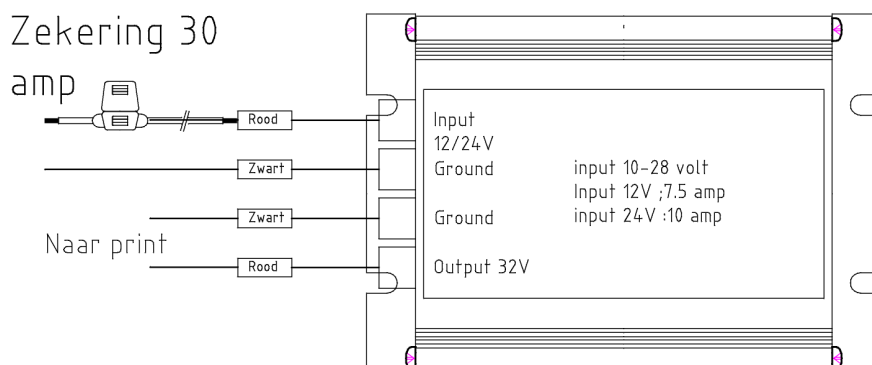 Zekering 30
amp
Rood
Zwart
Zwart
Naar print
Rood
Input
12/24V
Ground
Ground
Output 32V
input 10-28 volt
Input 12V ;7.5 amp
input 24V :10 amp